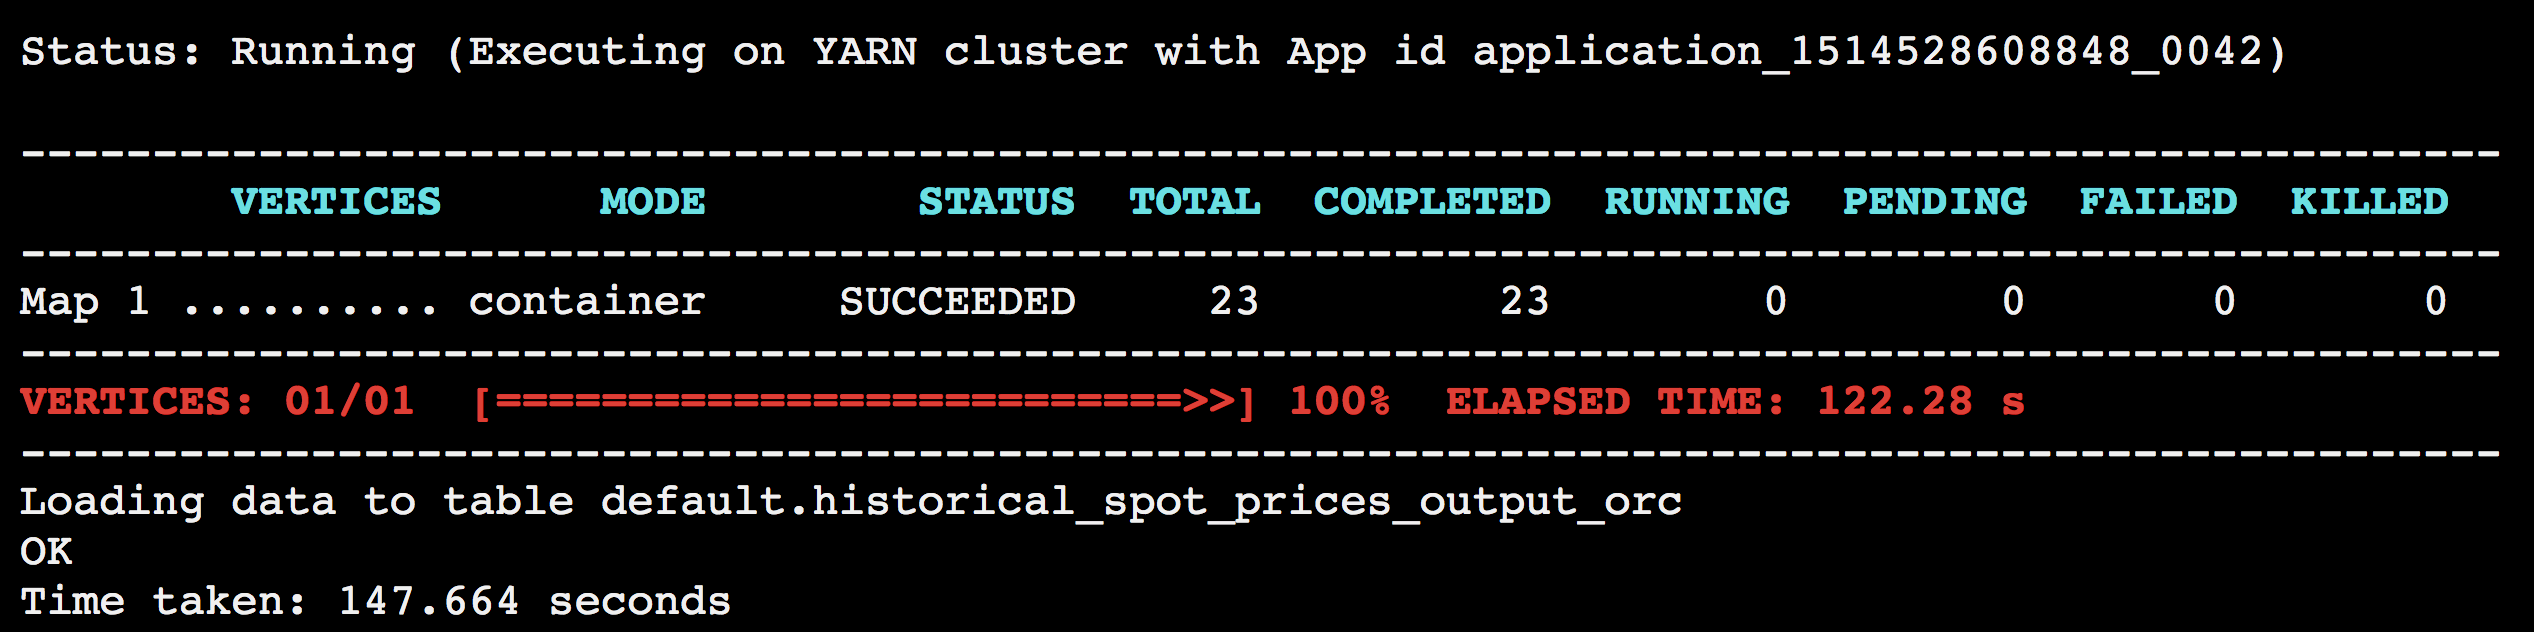 Status: Running (Executing on YARN cluster with App id application_1514528608848_0042)
----------------------------------------------------------------------------------------------
        VERTICES      MODE        STATUS  TOTAL  COMPLETED  RUNNING  PENDING  FAILED  KILLED
----------------------------------------------------------------------------------------------
Map 1 .......... container     SUCCEEDED     23         23        0        0       0       0
----------------------------------------------------------------------------------------------
VERTICES: 01/01  [==========================>>] 100%  ELAPSED TIME: 122.28 s
----------------------------------------------------------------------------------------------
Loading data to table default.historical_spot_prices_output_orc
OK
Time taken: 147.664 seconds